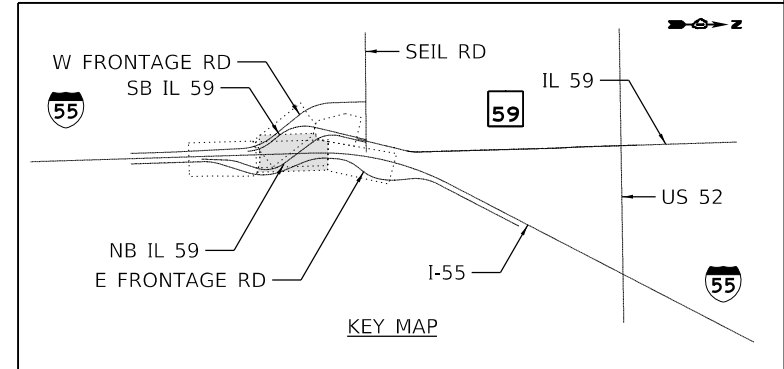 Z
SEIL RD
W FRONTAGE RD
SB IL 59
IL 59
55
59
US 52
NB IL 59
E FRONTAGE RD
I-55
55
KEY MAP